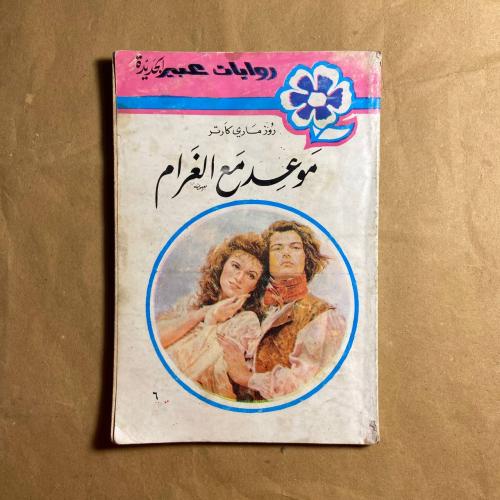 روايات عبير الجديدة
روز ماري كارتر
موعد مع الغرام
٦